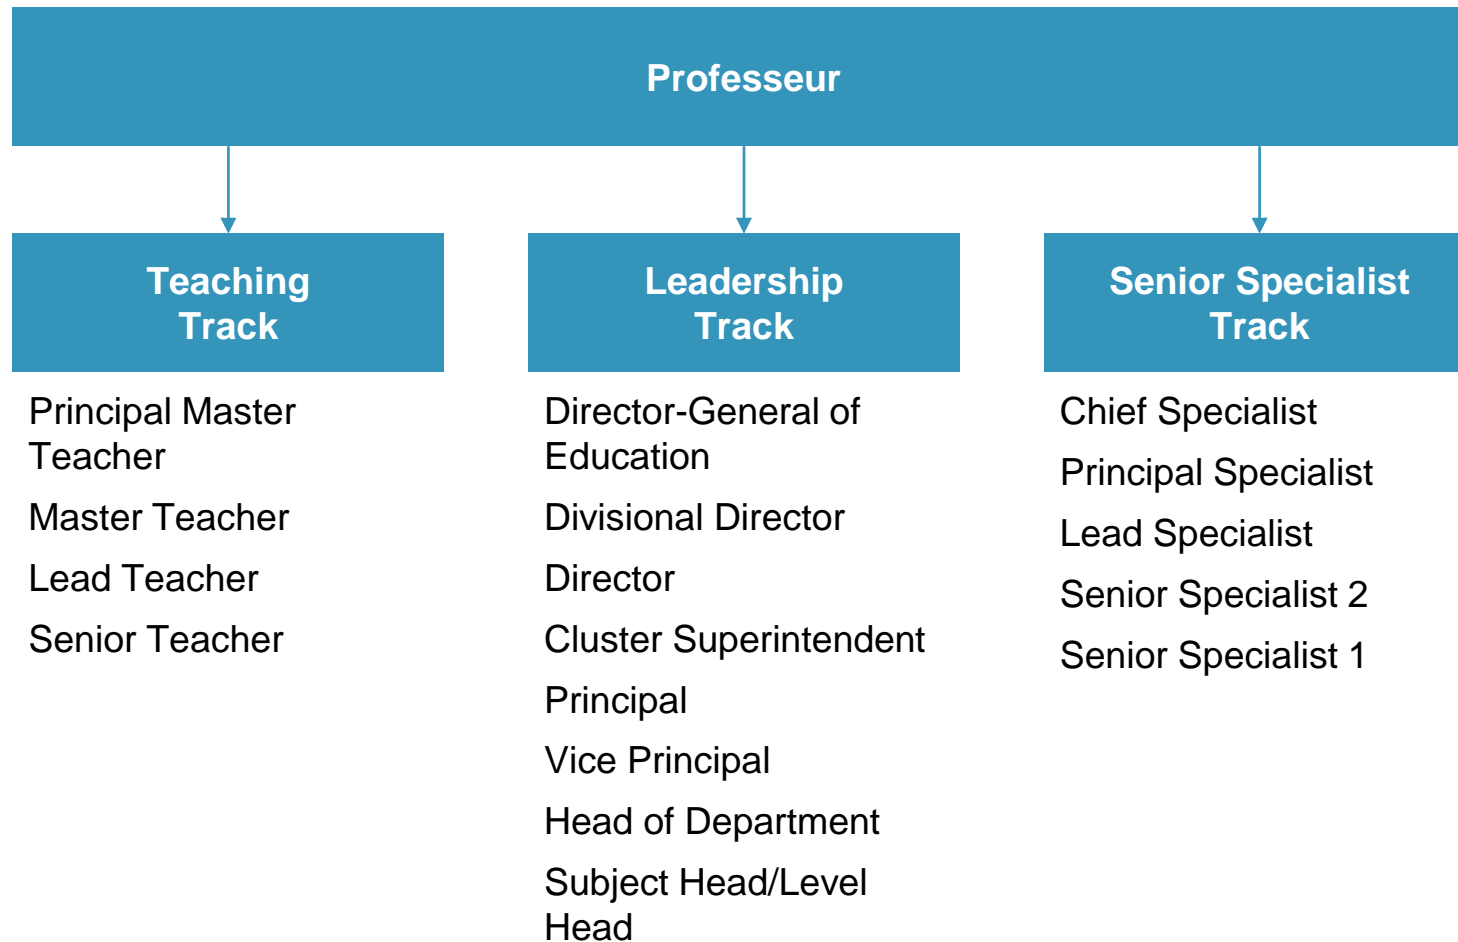 Professeur
Teaching
Track
Principal Master
Teacher
Master Teacher
Lead Teacher
Senior Teacher
Leadership
Track
Director-General of
Education
Divisional Director
Director
Cluster Superintendent
Principal
Vice Principal
Head of Department
Subject Head/Level
Head
Senior Specialist
Track
Chief Specialist
Principal Specialist
Lead Specialist
Senior Specialist 2
Senior Specialist 1